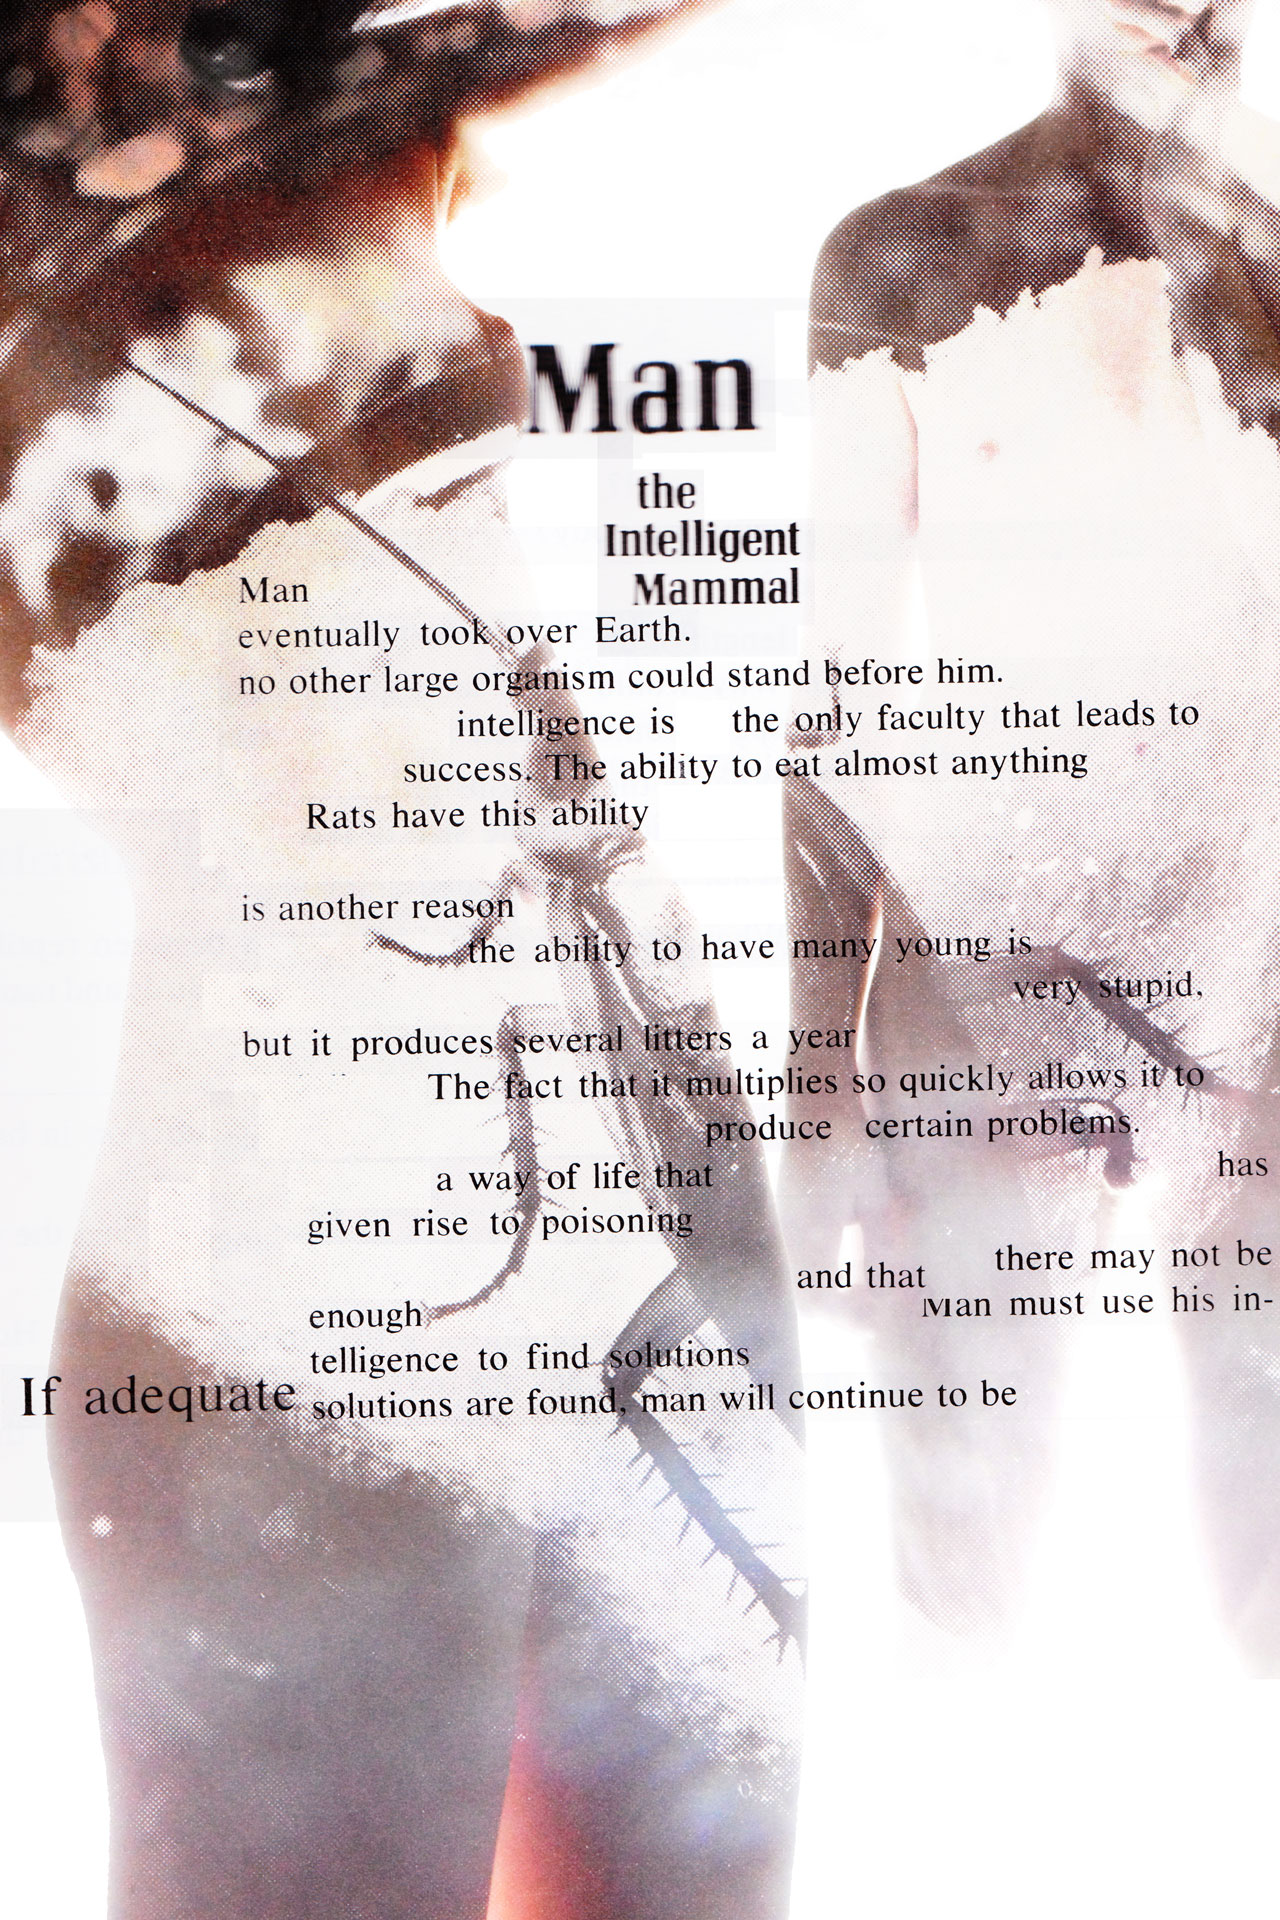 Man
the
Intelligent
Mammal
Man
eventually took over Earth.
no other large organism could stand before him.
intelligence is the only faculty that leads to
success. The ability to eat almost anything
Rats have this ability
is another reason
the ability to have many young is
very stupid,
but it produces several litters a year
The fact that it multiplies so quickly allows it to
produce certain problems.
a way of life that has
given rise to poisoning
and that there may not be
enough Man must use his in-
telligence to find solutions
If adequate solutions are found, man will continue to be